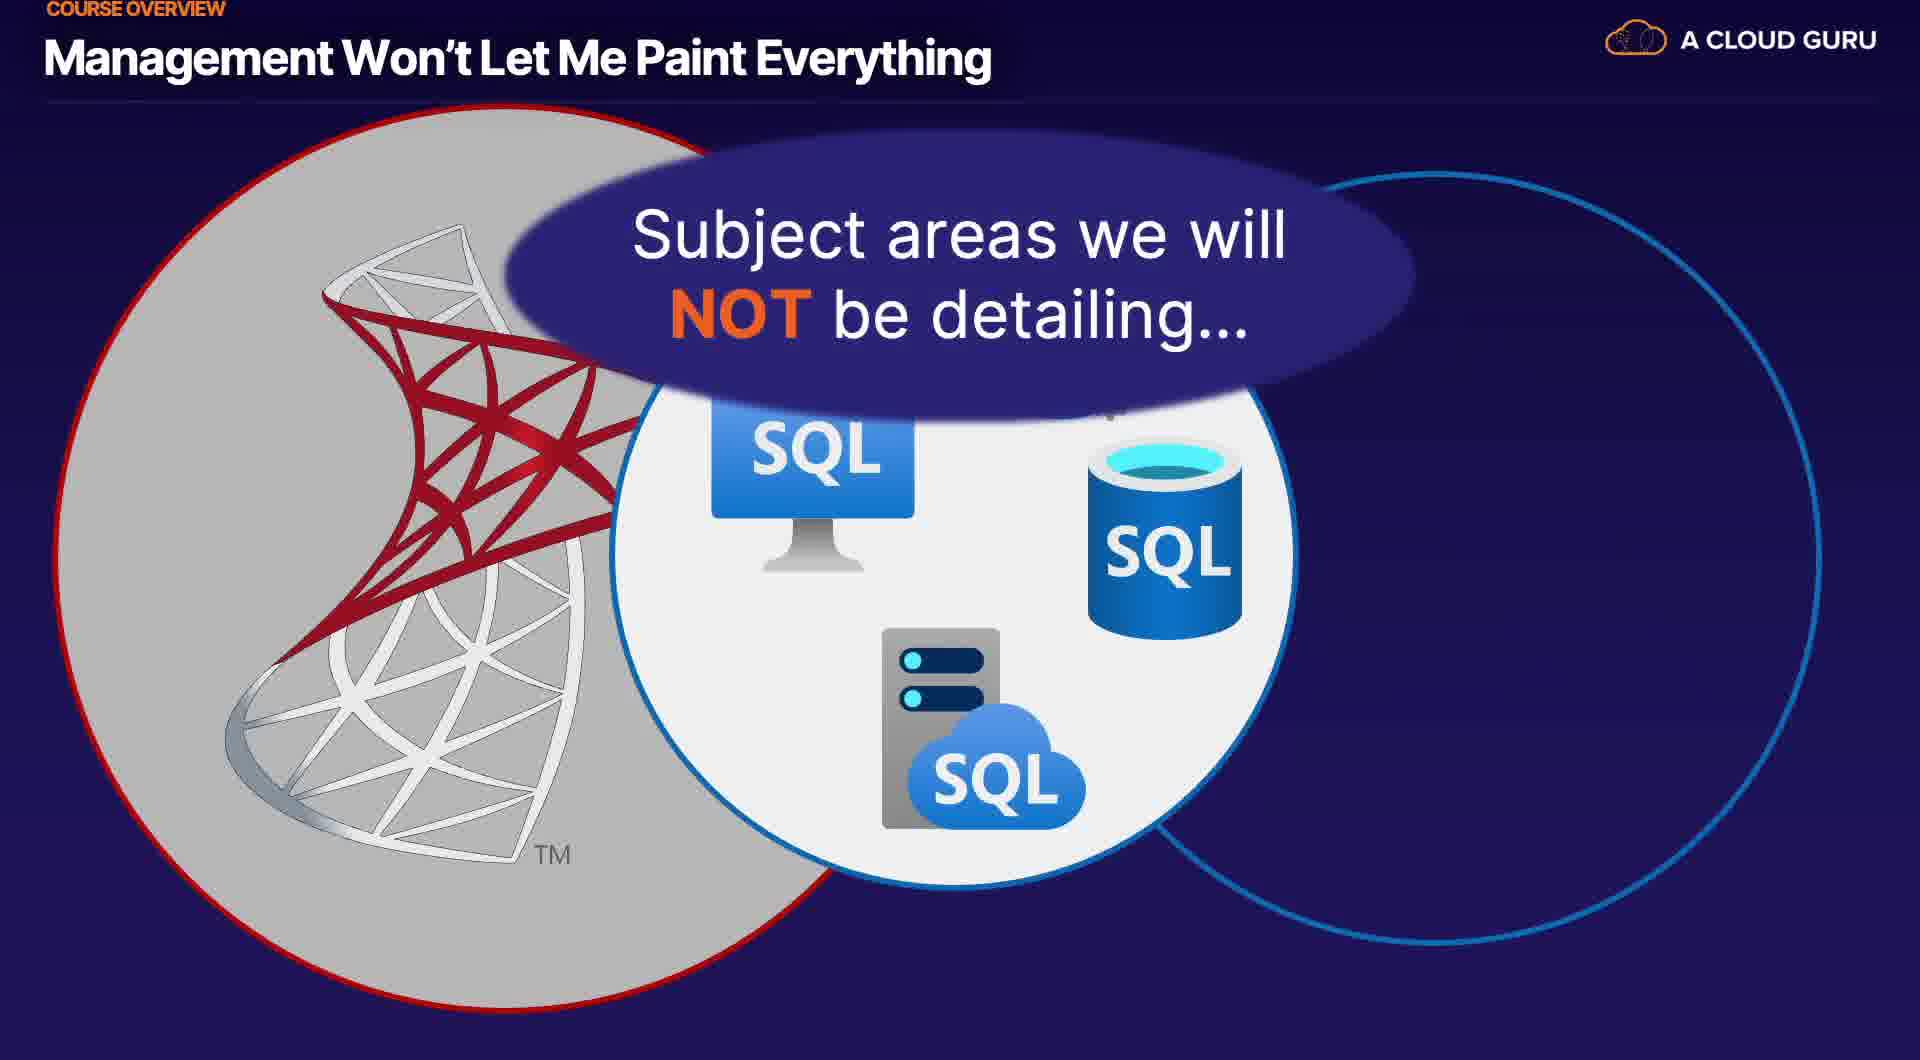 COURSE OVERVIEW
Management Won't Let Me Paint Everything
A CLOUD GURU
Subject areas we will
NOT be detailing...
SQL
SQL
SQL
TM